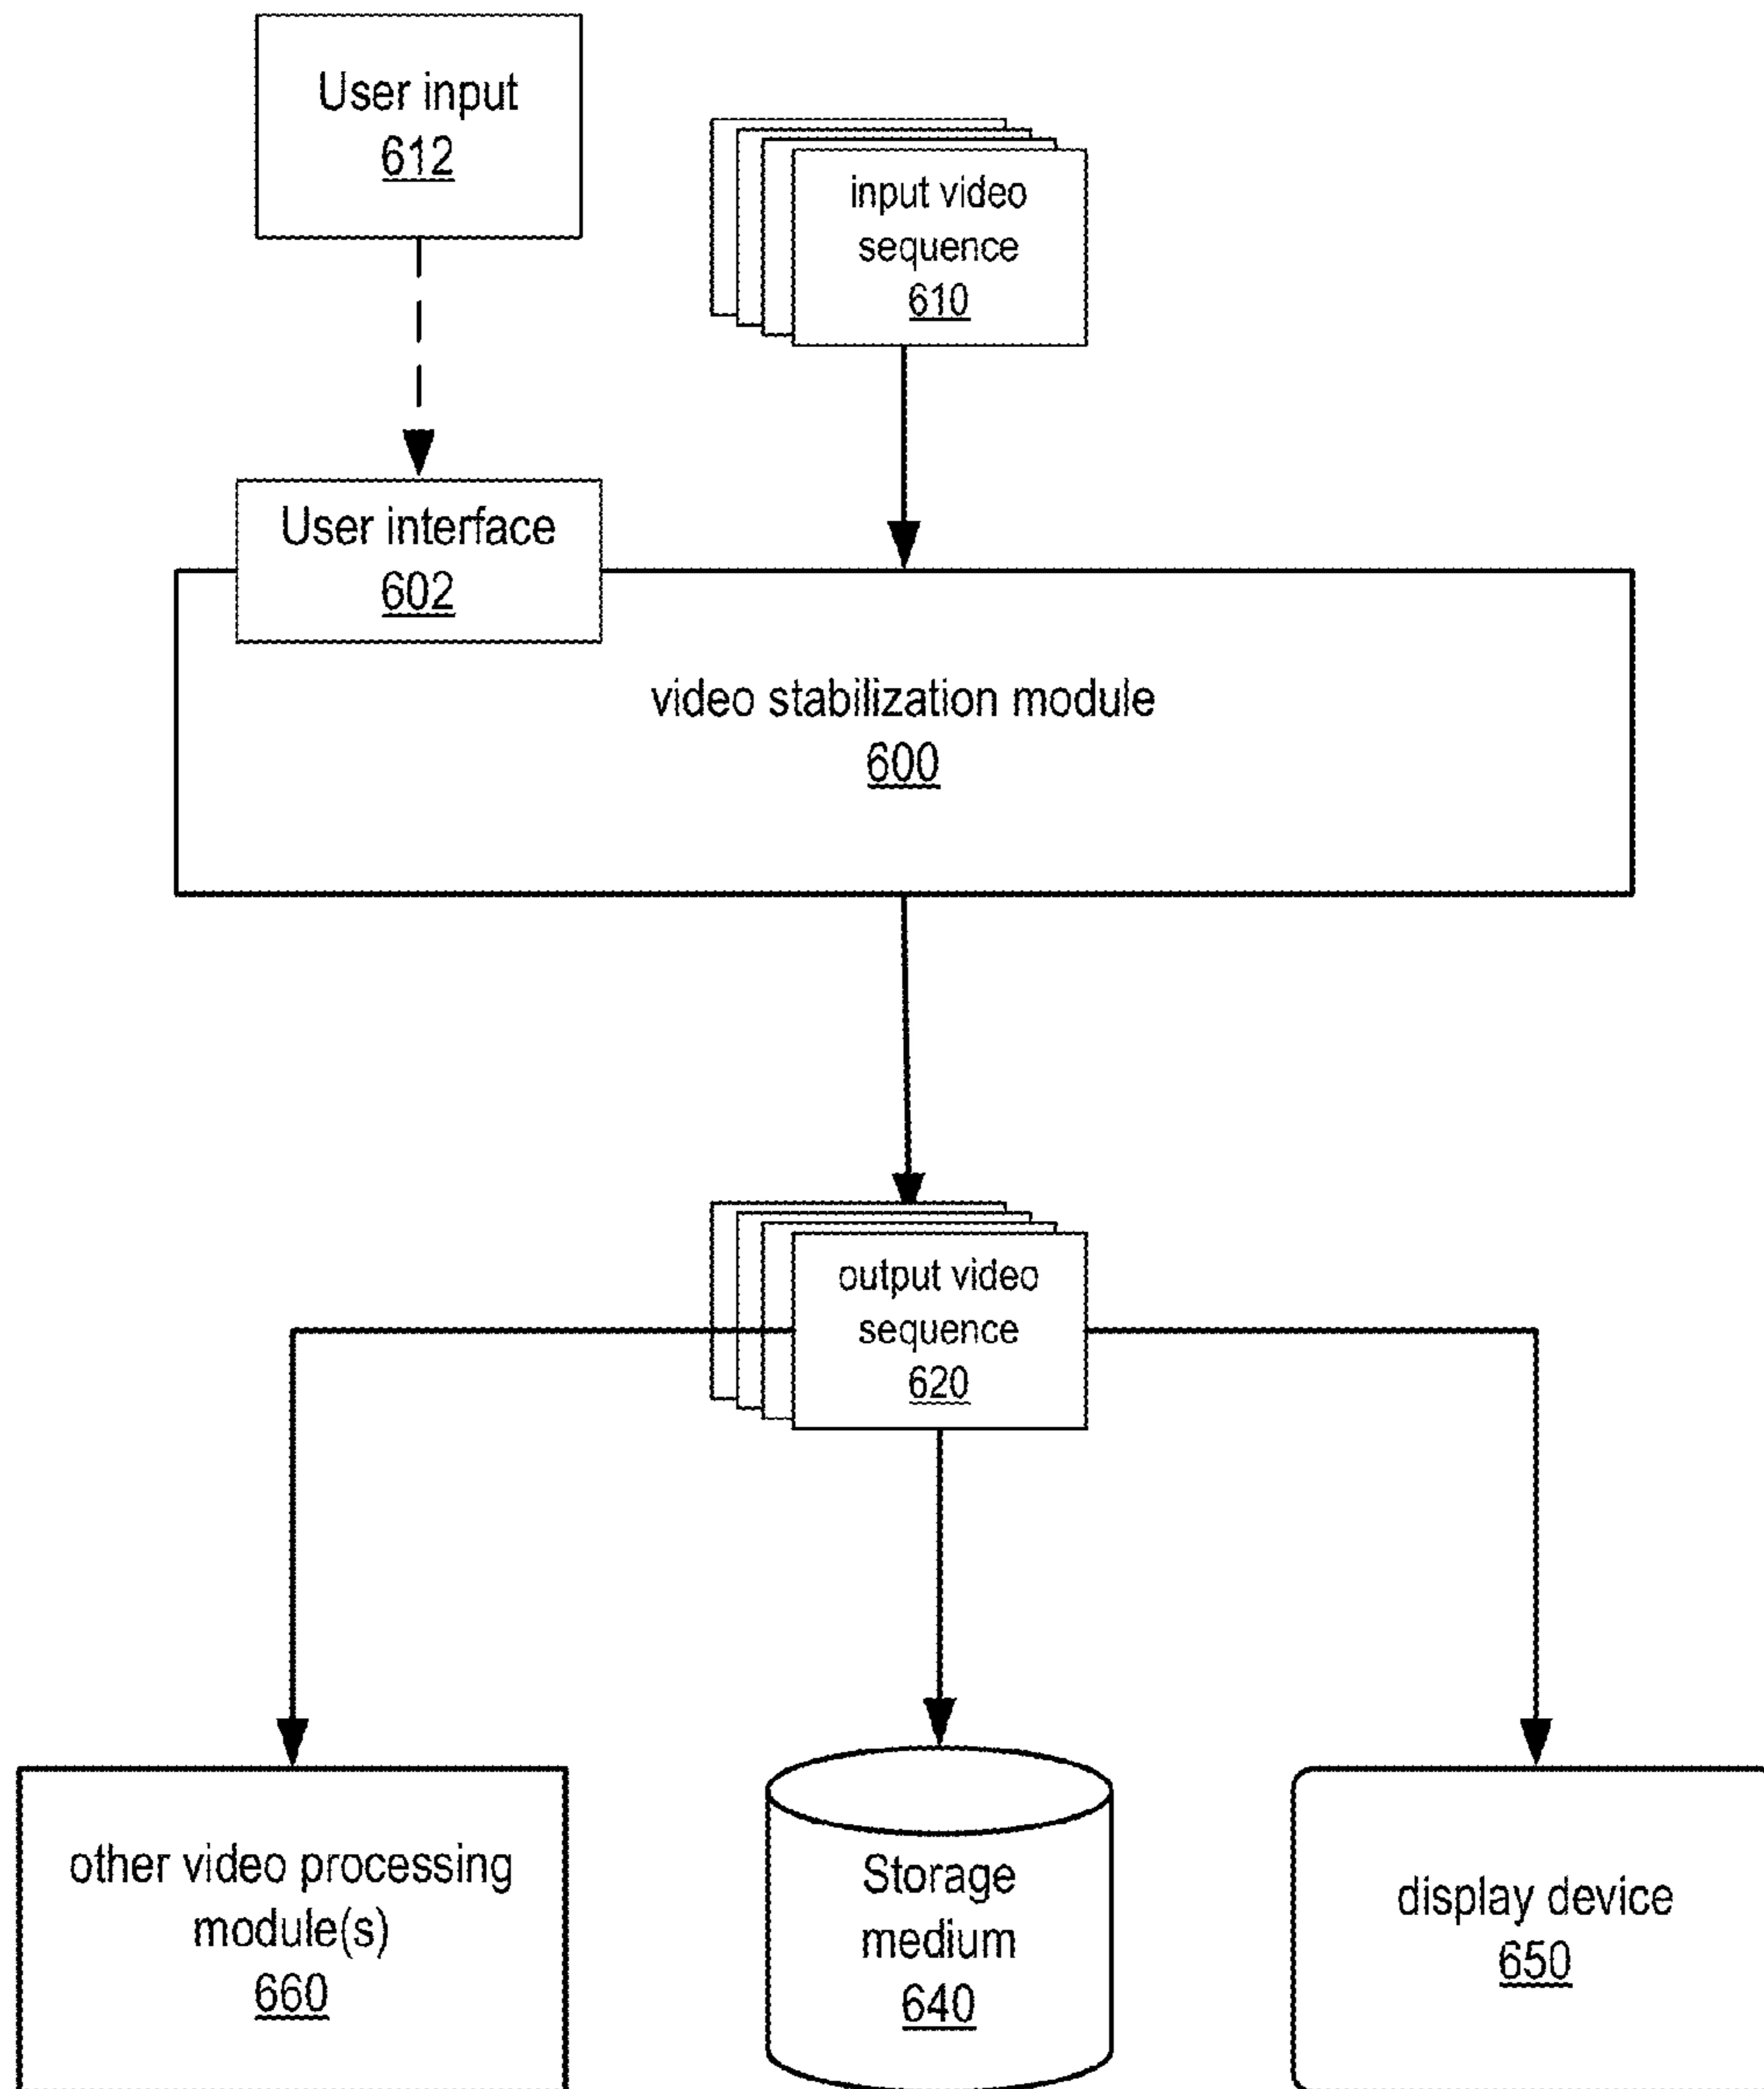 User input
612
input video
sequence
610
User interface
602
video stabilization module
600
output video
sequence
620
other video processing
module(s)
660
Storage
medium
640
display device
650